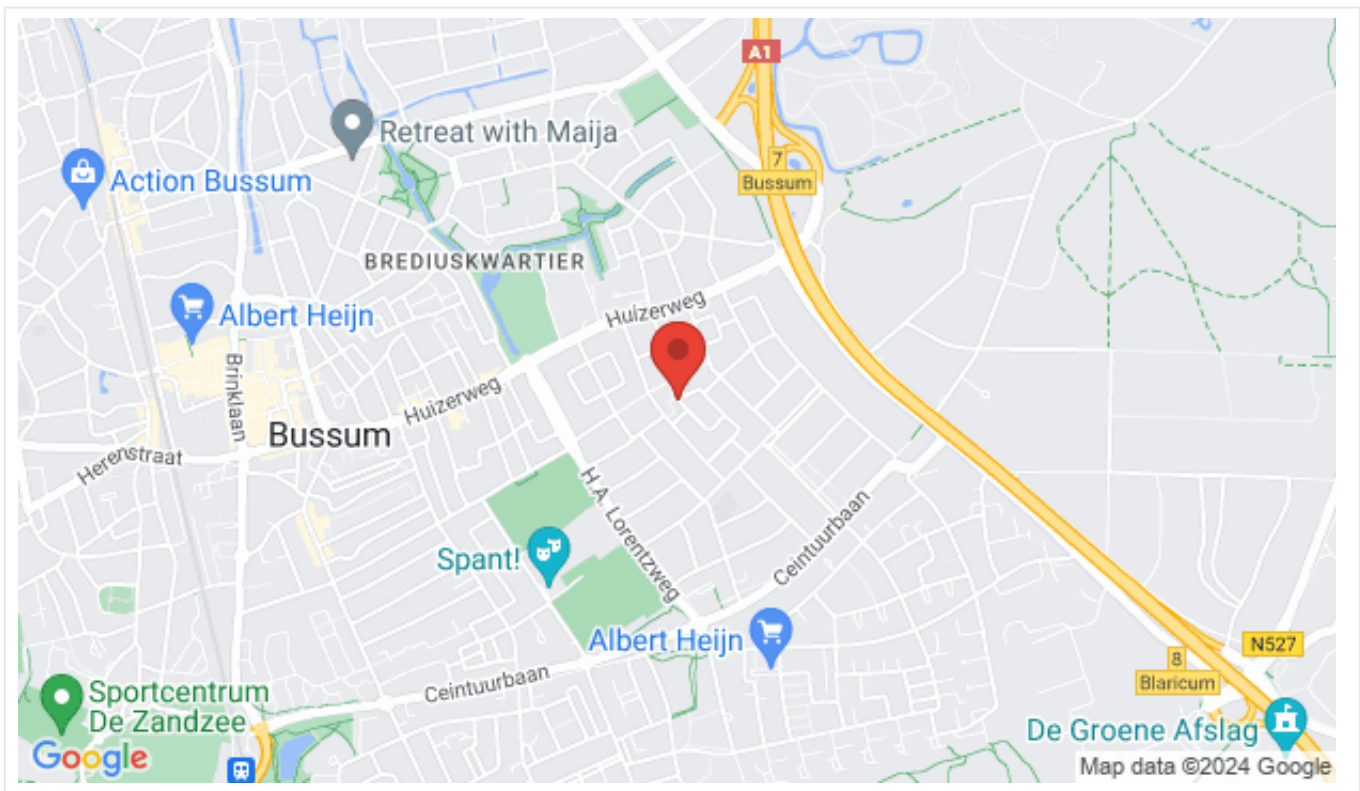 A1
Retreat with Maija
Action Bussum
7
Bussum
BREDIUSKWARTIER
Albert Heijn
Huizerweg
Brinklaan
Huizerweg
Bussum
Herenstraat
H.A. Lorentzweg
Ceintuurbaan
Spant!
Albert Heijn
N527
8
Blaricum
Ceintuurbaan
Sportcentrum
De Zandzee
De Groene Afslag
Google
Map data ©2024 Google